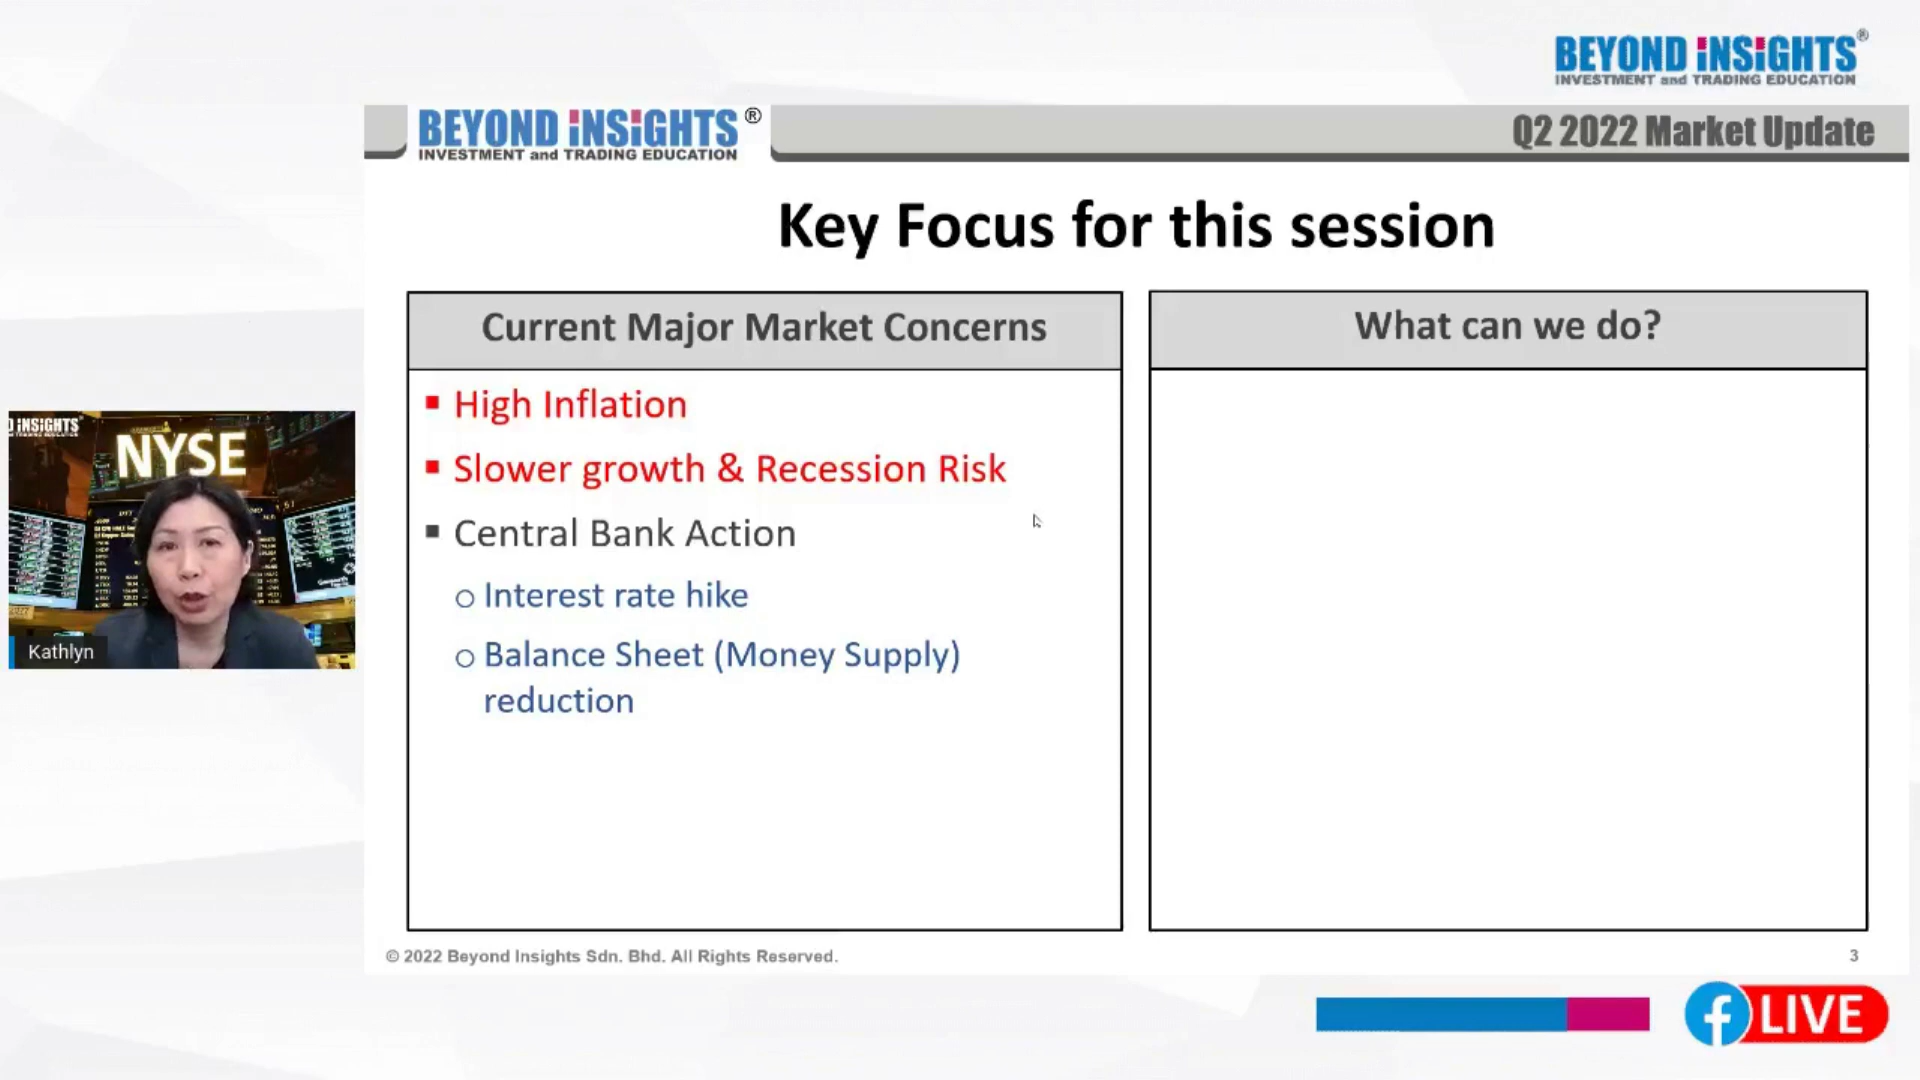 BEYOND iNSiGHTS®
INVESTMENT and TRADING EDUCATION
BEYOND iNSiGHTS®
INVESTMENT and TRADING EDUCATION
Q2 2022 Market Update
Key Focus for this session
Current Major Market Concerns
▪ High Inflation
▪ Slower growth & Recession Risk
▪ Central Bank Action
o Interest rate hike
o Balance Sheet (Money Supply)
reduction
What can we do?
iNSiGHTS
NYSE
Kathlyn
© 2022 Beyond Insights Sdn. Bhd. All Rights Reserved.
3
f LIVE